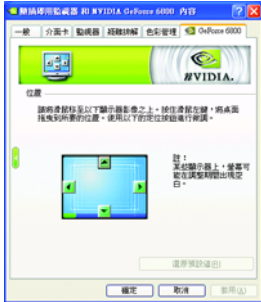 隨插即用監視器 和 NVIDIA GeForce 6800 內容
一般 介面卡 監視器 疑難排解 色彩管理 GeForce 6800
NVIDIA.
位置
請將滑鼠移至以下顯示器影像之上。按住滑鼠左鍵，將桌面
拖曳到所要的位置。使用以下的定位按鈕進行微調。
註：
某些顯示器上，螢幕可
能在調整期間出現空
白。
還原預設值(E)
確定 取消 套用(A)